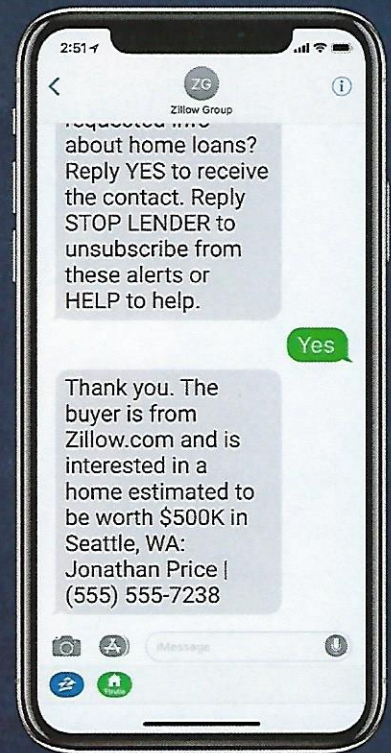 2:51
ZG
Zillow Group
requested info
about home loans?
Reply YES to receive
the contact. Reply
STOP LENDER to
unsubscribe from
these alerts or
HELP to help.
Yes
Thank you. The
buyer is from
Zillow.com and is
interested in a
home estimated to
be worth $500K in
Seattle, WA:
Jonathan Price |
(555) 555-7238
iMessage